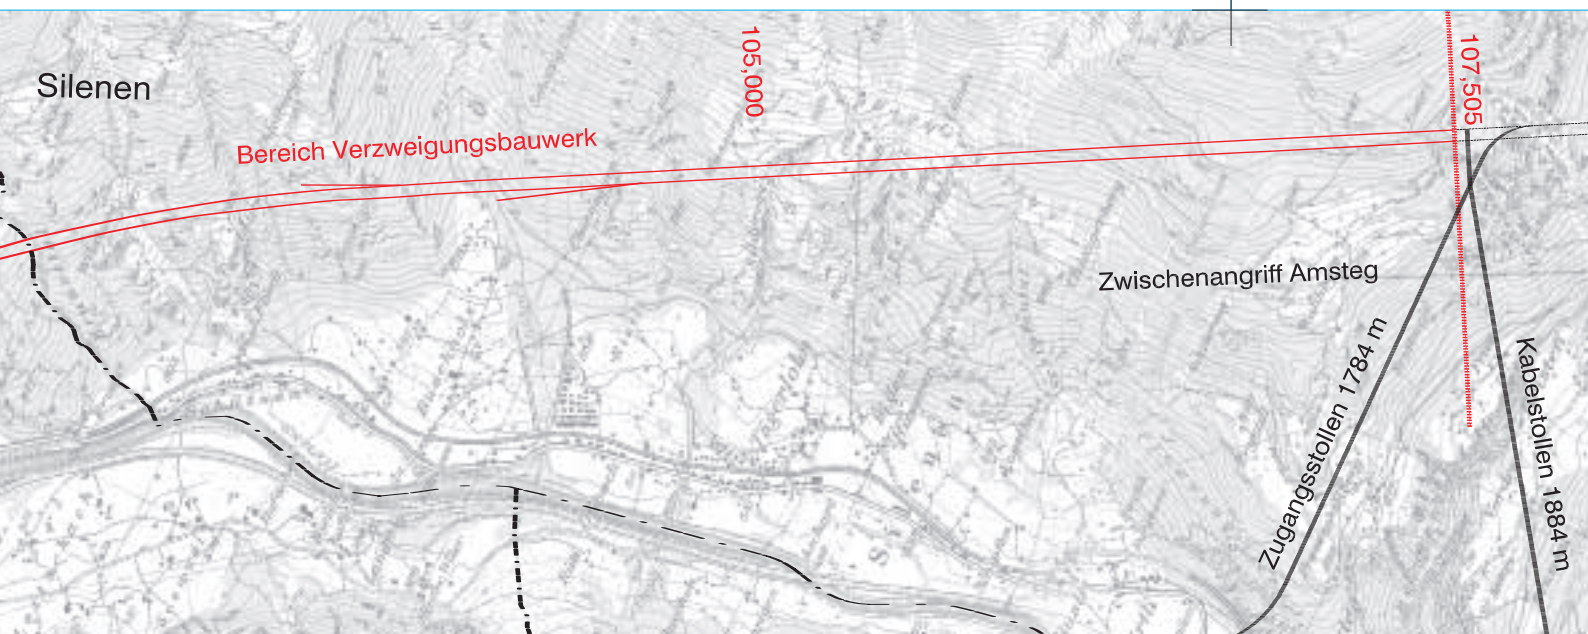 Silenen
Bereich Verzweigungsbauwerk
105,000
107,505
Zwischenangriff Amsteg
Zugangsstollen 1784 m
Kabelstollen 1884 m